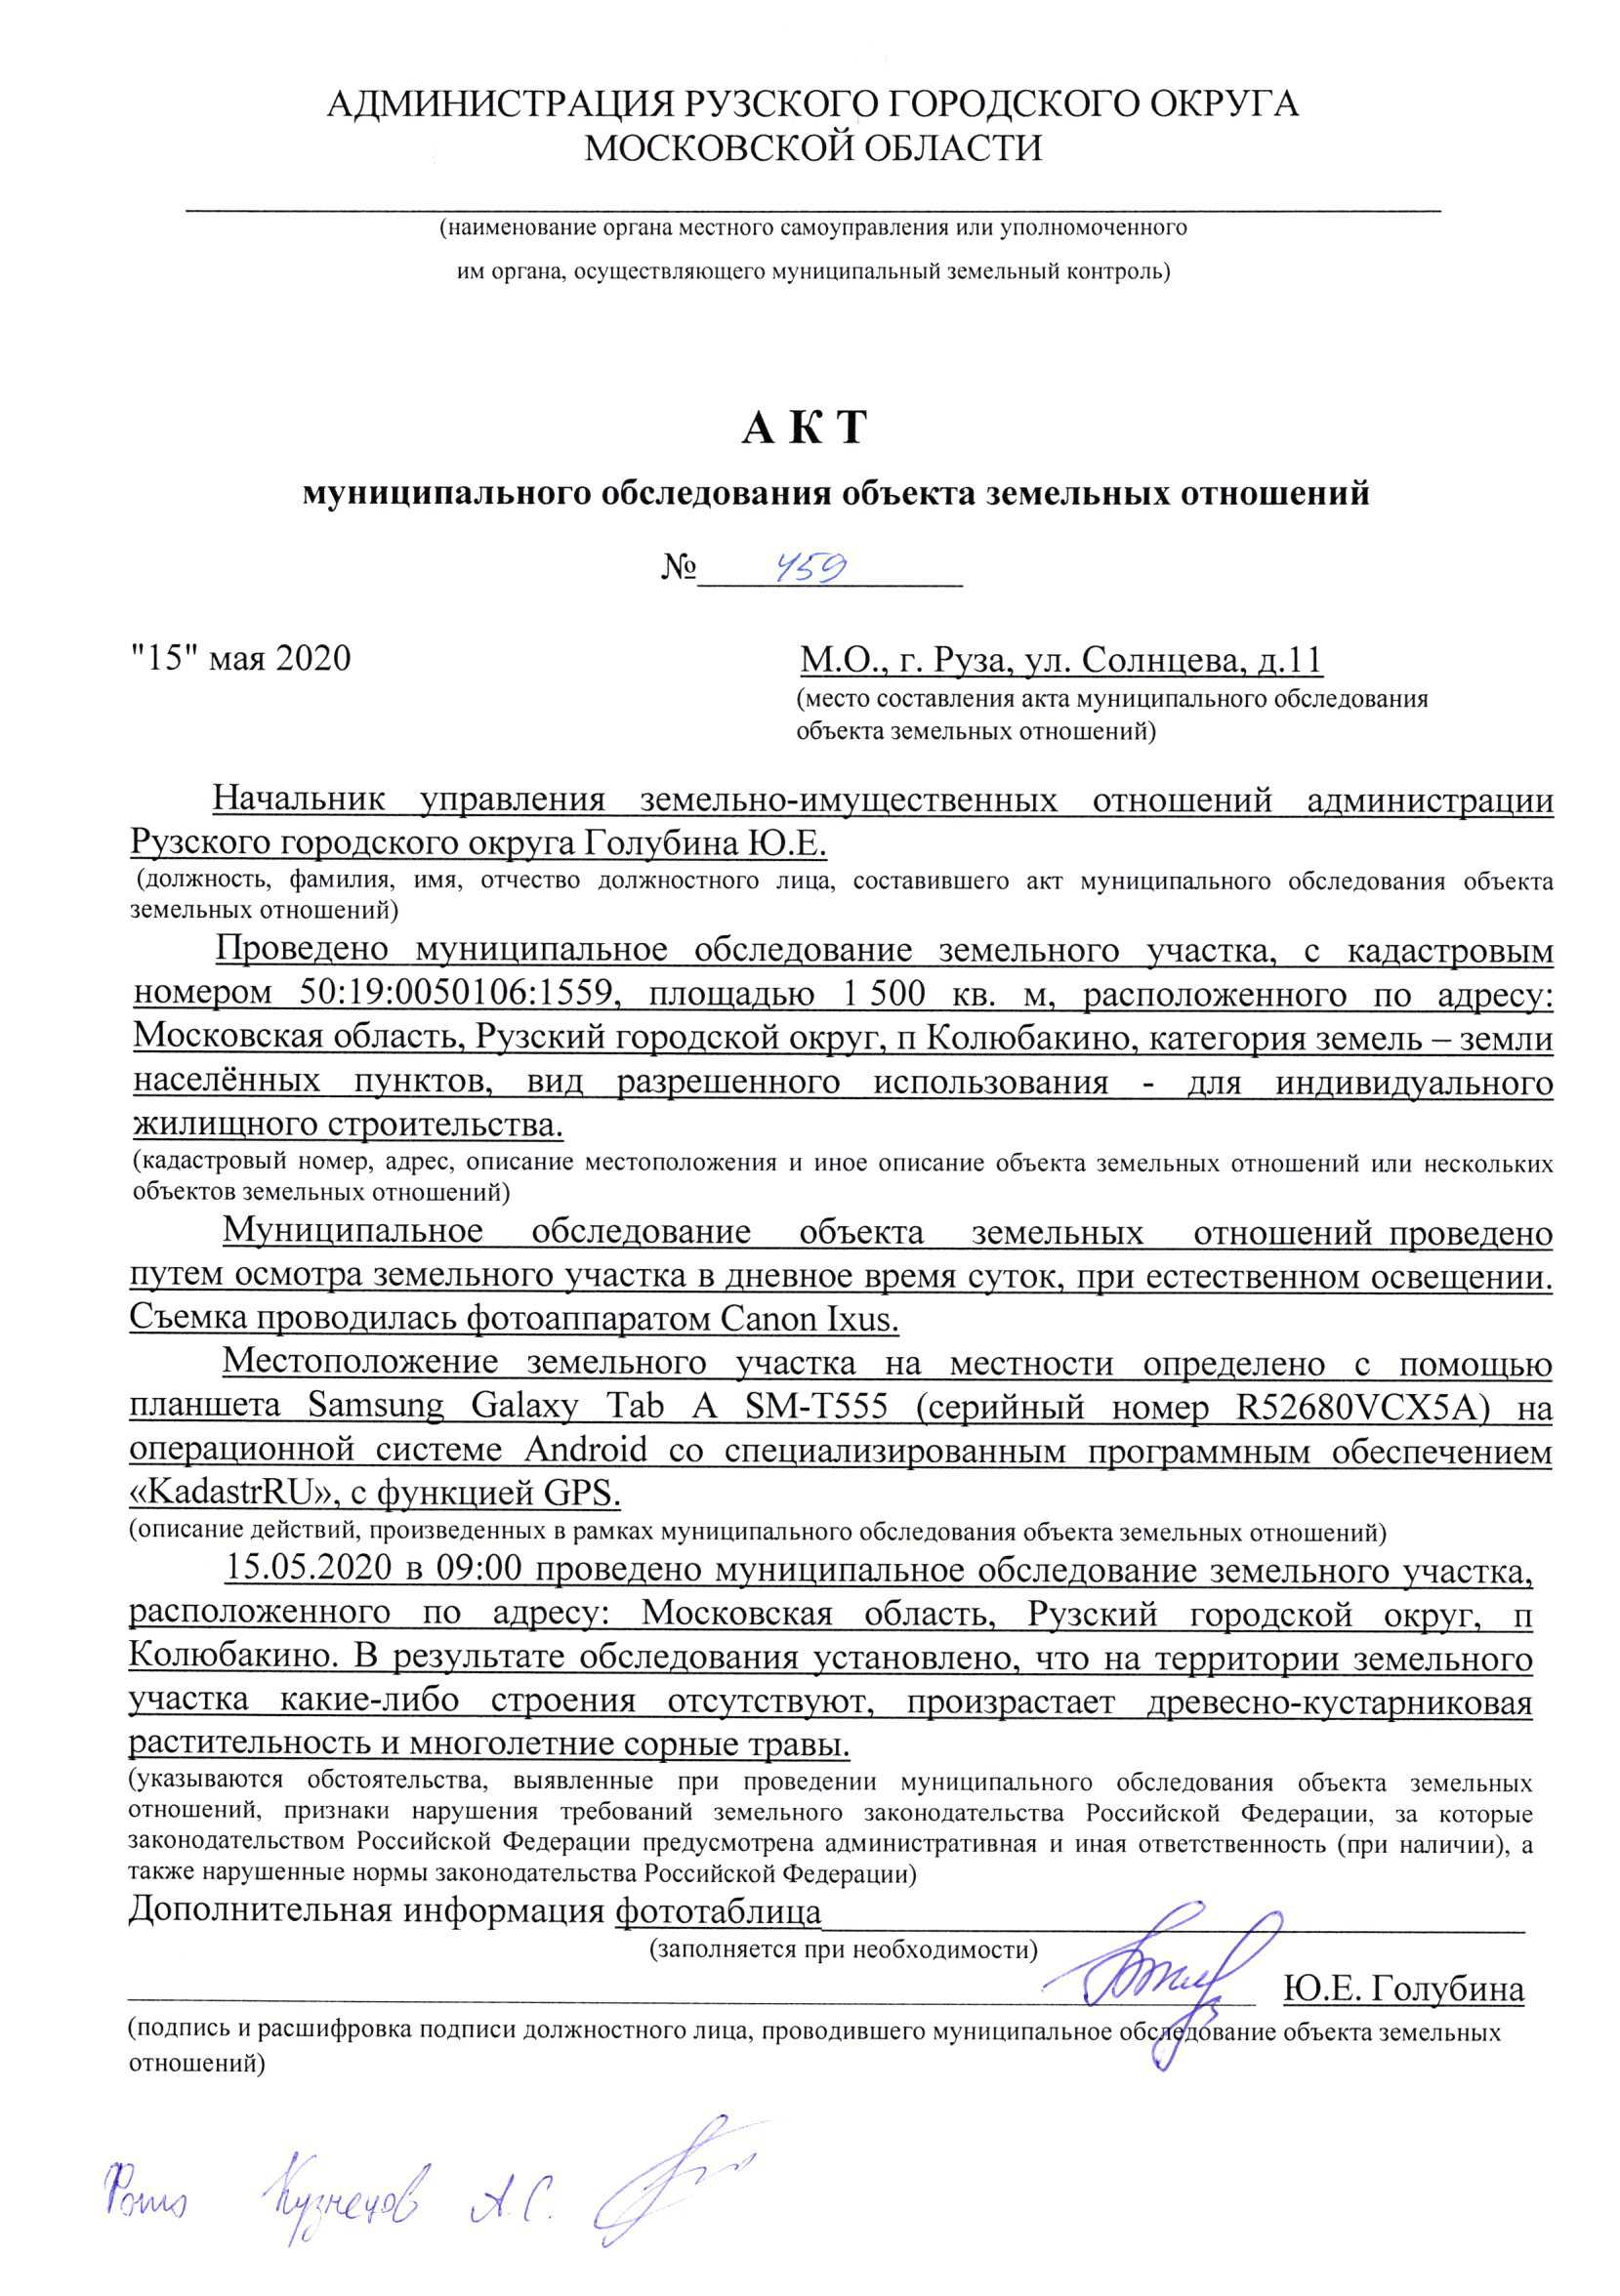 АДМИНИСТРАЦИЯ РУЗСКОГО ГОРОДСКОГО ОКРУГА
МОСКОВСКОЙ ОБЛАСТИ
(наименование органа местного самоуправления или уполномоченного
им органа, осуществляющего муниципальный земельный контроль)
А К Т
муниципального обследования объекта земельных отношений
№ 459
"15" мая 2020
М.О., г. Руза, ул. Солнцева, д.11
(место составления акта муниципального обследования
объекта земельных отношений)
Начальник управления земельно-имущественных отношений администрации
Рузского городского округа Голубина Ю.Е.
(должность, фамилия, имя, отчество должностного лица, составившего акт муниципального обследования объекта
земельных отношений)
Проведено муниципальное обследование земельного участка, с кадастровым
номером 50:19:0050106:1559, площадью 1 500 кв. м, расположенного по адресу:
Московская область, Рузский городской округ, п Колюбакино, категория земель – земли
населённых пунктов, вид разрешенного использования - для индивидуального
жилищного строительства.
(кадастровый номер, адрес, описание местоположения и иное описание объекта земельных отношений или нескольких
объектов земельных отношений)
Муниципальное обследование объекта земельных отношений проведено
путем осмотра земельного участка в дневное время суток, при естественном освещении.
Съемка проводилась фотоаппаратом Canon Ixus.
Местоположение земельного участка на местности определено с помощью
планшета Samsung Galaxy Tab A SM-T555 (серийный номер R52680VCX5A) на
операционной системе Android со специализированным программным обеспечением
«KadastrRU», с функцией GPS.
(описание действий, произведенных в рамках муниципального обследования объекта земельных отношений)
15.05.2020 в 09:00 проведено муниципальное обследование земельного участка,
расположенного по адресу: Московская область, Рузский городской округ, п
Колюбакино. В результате обследования установлено, что на территории земельного
участка какие-либо строения отсутствуют, произрастает древесно-кустарниковая
растительность и многолетние сорные травы.
(указываются обстоятельства, выявленные при проведении муниципального обследования объекта земельных
отношений, признаки нарушения требований земельного законодательства Российской Федерации, за которые
законодательством Российской Федерации предусмотрена административная и иная ответственность (при наличии), а
также нарушенные нормы законодательства Российской Федерации)
Дополнительная информация фототаблица
(заполняется при необходимости)
Ю.Е. Голубина
(подпись и расшифровка подписи должностного лица, проводившего муниципальное обследование объекта земельных
отношений)
Фото Кузнецов А.С.